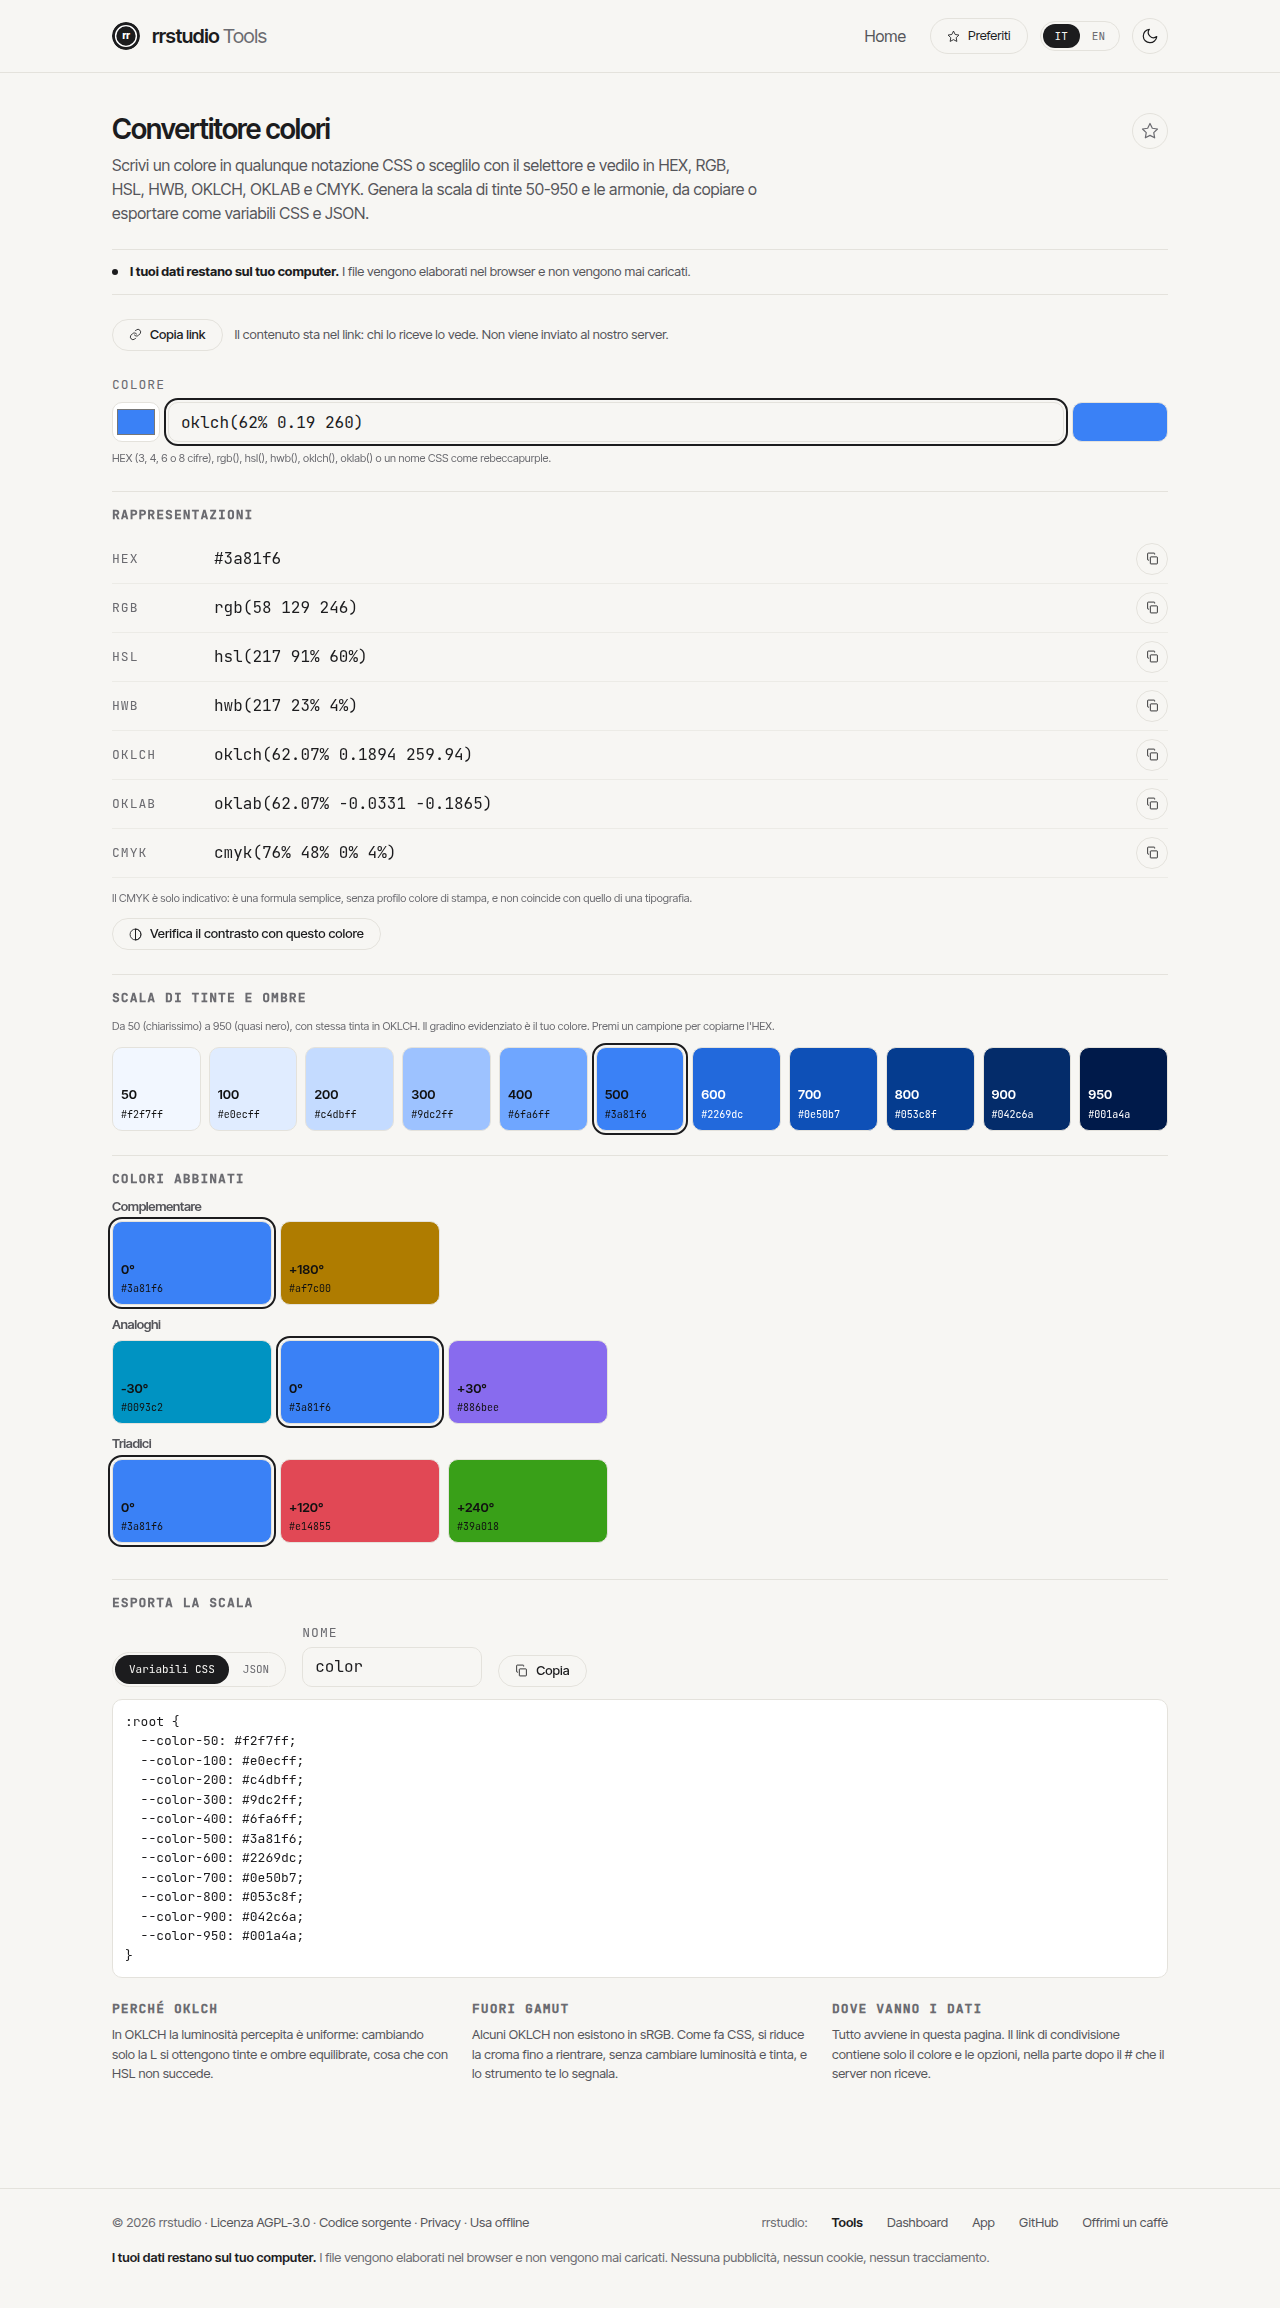 rr rrstudio Tools
Home
Preferiti
IT EN
Convertitore colori
Scrivi un colore in qualunque notazione CSS o sceglilo con il selettore e vedilo in HEX, RGB,
HSL, HWB, OKLCH, OKLAB e CMYK. Genera la scala di tinte 50-950 e le armonie, da copiare o
esportare come variabili CSS e JSON.
I tuoi dati restano sul tuo computer. I file vengono elaborati nel browser e non vengono mai caricati.
Copia link
Il contenuto sta nel link: chi lo riceve lo vede. Non viene inviato al nostro server.
COLORE
oklch(62% 0.19 260)
HEX (3, 4, 6 o 8 cifre), rgb(), hsl(), hwb(), oklch(), oklab() o un nome CSS come rebeccapurple.
RAPPRESENTAZIONI
HEX #3a81f6
RGB rgb(58 129 246)
HSL hsl(217 91% 60%)
HWB hwb(217 23% 4%)
OKLCH oklch(62.07% 0.1894 259.94)
OKLAB oklab(62.07% -0.0331 -0.1865)
CMYK cmyk(76% 48% 0% 4%)
Il CMYK è solo indicativo: è una formula semplice, senza profilo colore di stampa, e non coincide con quello di una tipografia.
Verifica il contrasto con questo colore
SCALA DI TINTE E OMBRE
Da 50 (chiarissimo) a 950 (quasi nero), con stessa tinta in OKLCH. Il gradino evidenziato è il tuo colore. Premi un campione per copiarne l'HEX.
50 100 200 300 400 500 600 700 800 900 950
#f2f7ff #e0ecff #c4dbff #9dc2ff #6fa6ff #3a81f6 #2269dc #0e50b7 #053c8f #042c6a #001a4a
COLORI ABBINATI
Complementare
0° +180°
#3a81f6 #af7c00
Analoghi
-30° 0° +30°
#0093c2 #3a81f6 #886bee
Triadici
0° +120° +240°
#3a81f6 #e14855 #39a018
ESPORTA LA SCALA
NOME
Variabili CSS JSON
color
Copia
:root {
--color-50: #f2f7ff;
--color-100: #e0ecff;
--color-200: #c4dbff;
--color-300: #9dc2ff;
--color-400: #6fa6ff;
--color-500: #3a81f6;
--color-600: #2269dc;
--color-700: #0e50b7;
--color-800: #053c8f;
--color-900: #042c6a;
--color-950: #001a4a;
}
PERCHÉ OKLCH
In OKLCH la luminosità percepita è uniforme: cambiando
solo la L si ottengono tinte e ombre equilibrate, cosa che con
HSL non succede.
FUORI GAMUT
Alcuni OKLCH non esistono in sRGB. Come fa CSS, si riduce
la croma fino a rientrare, senza cambiare luminosità e tinta, e
lo strumento te lo segnala.
DOVE VANNO I DATI
Tutto avviene in questa pagina. Il link di condivisione
contiene solo il colore e le opzioni, nella parte dopo il # che il
server non riceve.
© 2026 rrstudio · Licenza AGPL-3.0 · Codice sorgente · Privacy · Usa offline
rrstudio: Tools Dashboard App GitHub Offrimi un caffè
I tuoi dati restano sul tuo computer. I file vengono elaborati nel browser e non vengono mai caricati. Nessuna pubblicità, nessun cookie, nessun tracciamento.